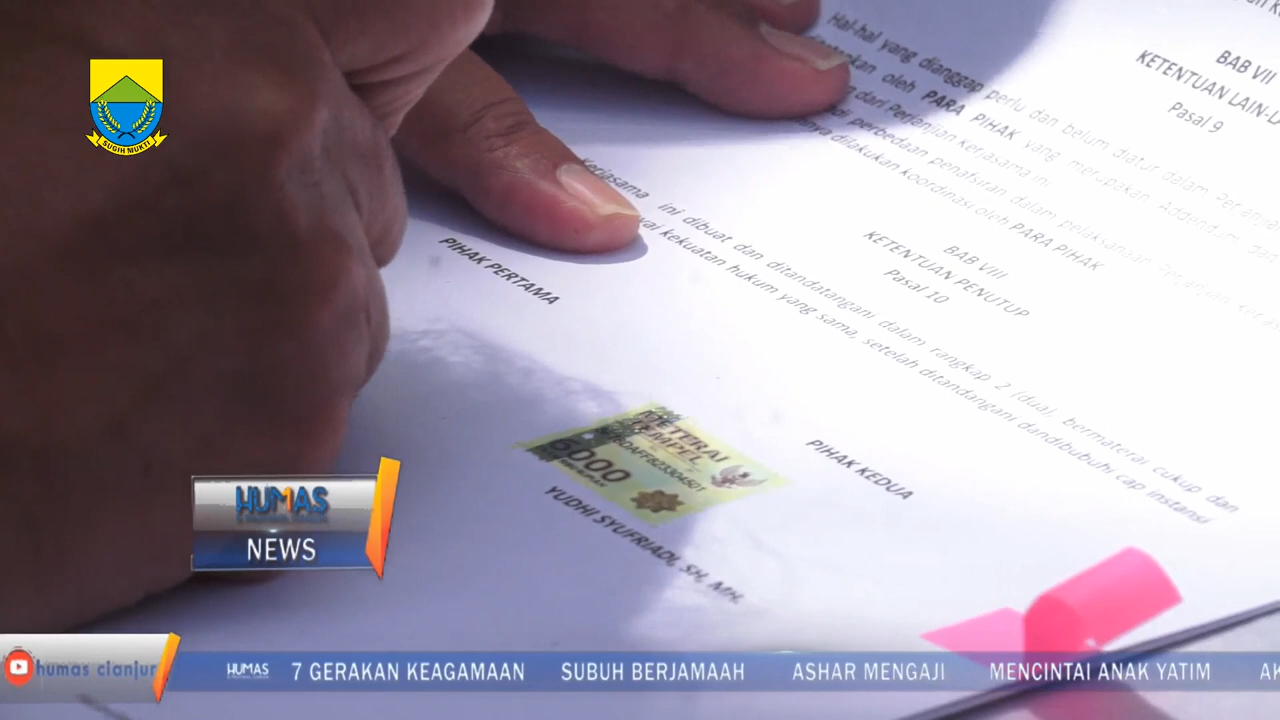 SUGIH MUKTI
BAB VII
KETENTUAN LAIN-L
Pasal 9
Hal-hal yang dianggap perlu dan belum diatur dalam
oleh PARA PIHAK yang merupakan Addendum dan
dari Perjanjian kerjasama ini
perbedaan penafsiran dalam pelaksanaan
dilakukan koordinasi oleh PARA PIHAK
BAB VIII
KETENTUAN PENUTUP
Pasal 10
Kerjasama ini dibuat dan ditandatangani dalam rangkap 2 (dua), bermaterai cukup dan
kekuatan hukum yang sama, setelah ditandangani dandibubuhi cap instansi
PIHAK PERTAMA
PIHAK KEDUA
METERAI
TEMPEL
6000
YUDHI SYUFRIADI, SH, MH.
HUMAS
NEWS
humas cianjur
HUMAS 7 GERAKAN KEAGAMAAN SUBUH BERJAMAAH ASHAR MENGAJI MENCINTAI ANAK YATIM AK